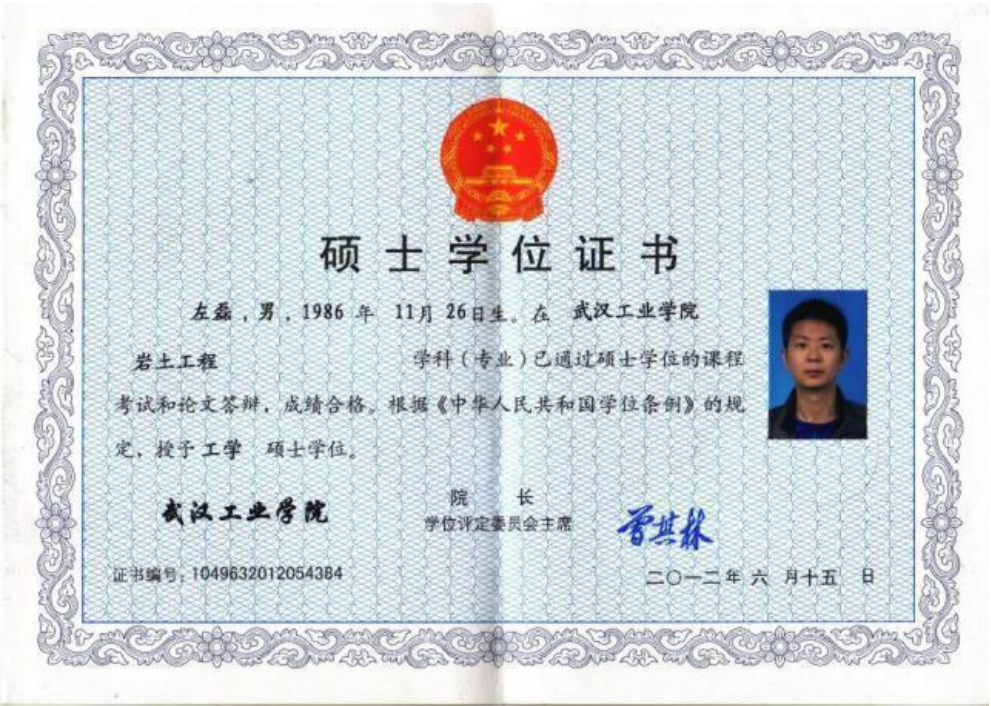 硕士学位证书
左磊，男，1986 年 11月 26日生。在 武汉工业学院
岩土工程 学科（专业）已通过硕士学位的课程
考试和论文答辩，成绩合格。根据《中华人民共和国学位条例》的规
定，授予 工学 硕士学位。
武汉工业学院
院 长
学位评定委员会主席
曾其林
证书编号：1049632012054384
二〇一二年 六 月十五 日